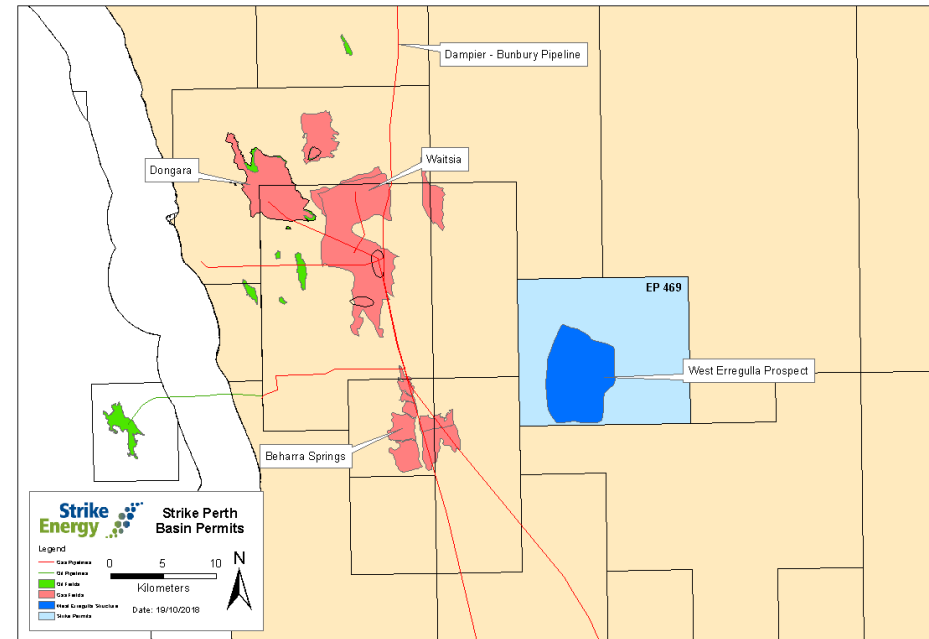 Dampier - Bunbury Pipeline
Dongara
Waitsia
EP 469
West Erregulla Prospect
Beharra Springs
Strike
Energy
Strike Perth
Basin Permits
Legend
Gas Pipelines
Oil Pipelines
Oil Fields
Gas Fields
West Erregulla Structure
Strike Permits
0 5 10
Kilometers
N
Date: 19/10/2018